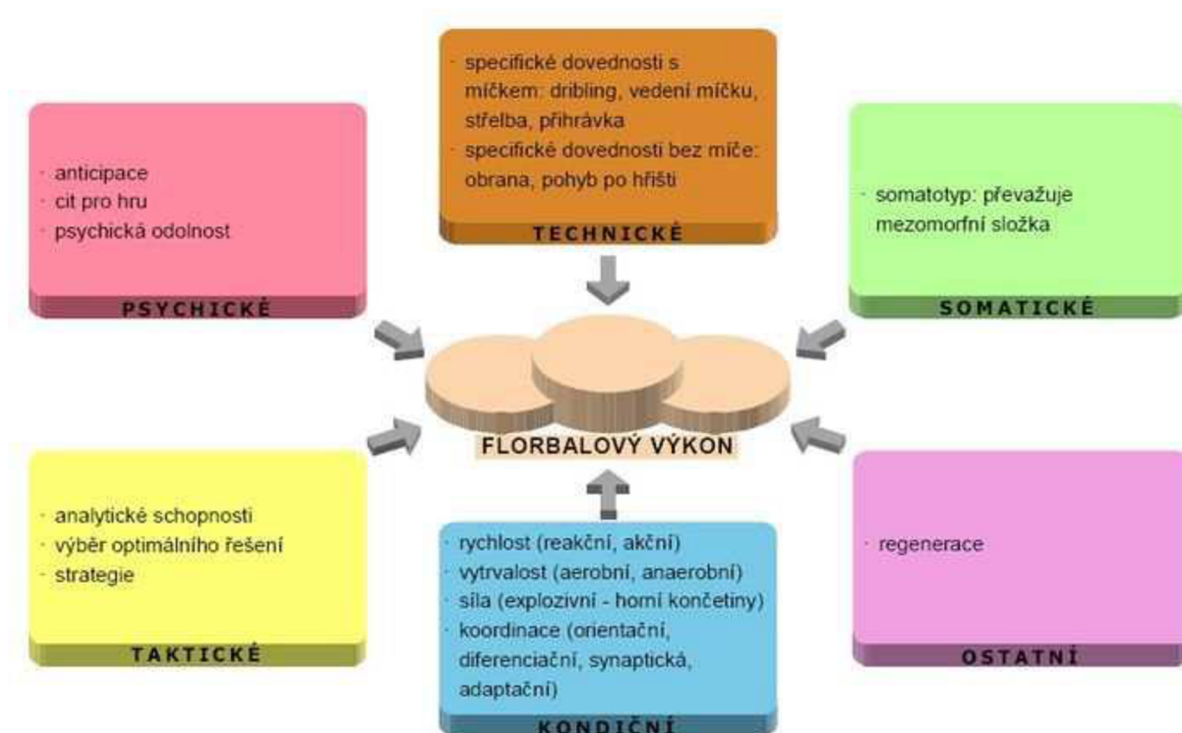 · specifické dovednosti s
míčkem: dribling, vedení míčku,
střelba, přihrávka
· specifické dovednosti bez míče:
obrana, pohyb po hřišti
TECHNICKÉ
· anticipace
· cit pro hru
· psychická odolnost
PSYCHICKÉ
· somatotyp: převažuje
mezomorfní složka
SOMATICKÉ
FLORBALOVÝ VÝKON
· analytické schopnosti
· výběr optimálního řešení
· strategie
TAKTICKÉ
· rychlost (reakční, akční)
· vytrvalost (aerobní, anaerobní)
· síla (explozivní - horní končetiny)
· koordinace (orientační,
diferenciační, synaptická,
adaptační)
KONDIČNÍ
· regenerace
OSTATNÍ